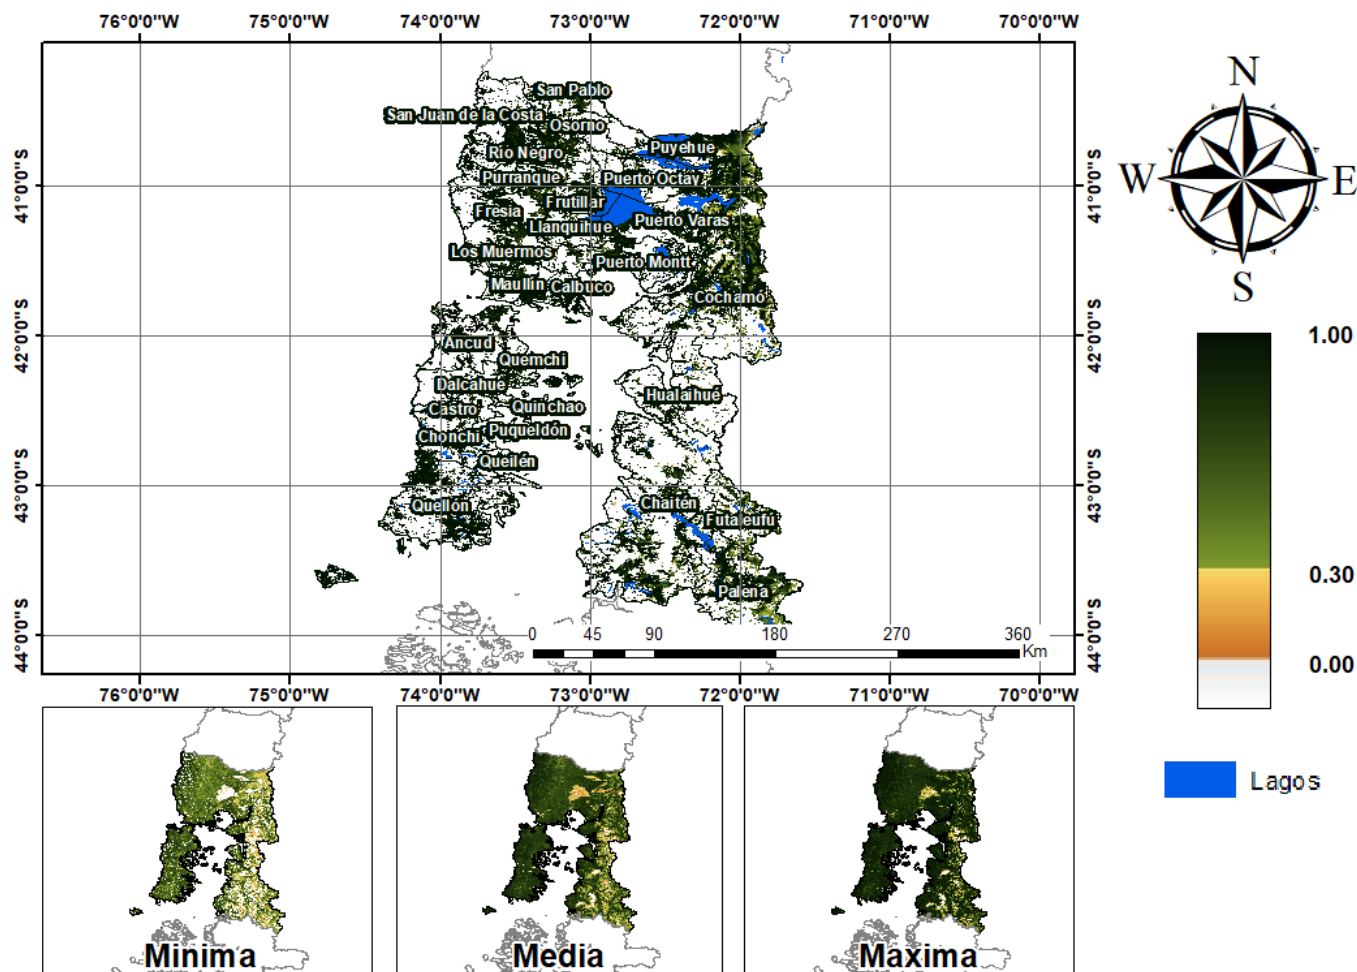 76°0'0"W 75°0'0"W 74°0'0"W 73°0'0"W 72°0'0"W 71°0'0"W 70°0'0"W
N
W E
S
41°0'0"S 41°0'0"S
42°0'0"S 42°0'0"S
43°0'0"S 43°0'0"S
44°0'0"S 44°0'0"S
San Pablo
San Juan de la Costa
Osorno
Río Negro
Puyehue
Purranque
Puerto Octay
Frutillar
Fresia
Puerto Varas
Llanquihue
Los Muermos
Puerto Montt
Maullín
Calbuco
Cochamó
Ancud
Quemchi
Dalcahue
Hualaihué
Castro
Quinchao
Chonchi
Puqueldón
Queilén
Quellón
Chaitén
Futaleufú
Palena
0 45 90 180 270 360
Km
76°0'0"W 75°0'0"W 74°0'0"W 73°0'0"W 72°0'0"W 71°0'0"W 70°0'0"W
1.00
0.30
0.00
Lagos
Minima
Media
Maxima